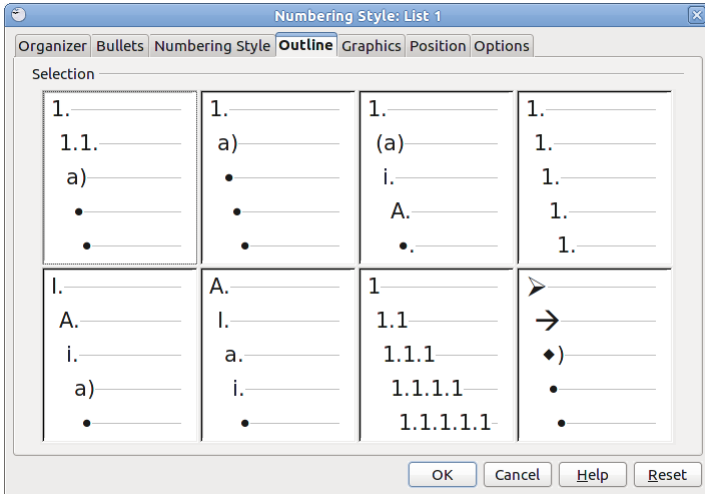 Numbering Style: List 1
Organizer Bullets Numbering Style Outline Graphics Position Options
Selection
1.
1.1.
a)
•
•
1.
a)
•
•
•
1.
(a)
i.
A.
•.
1.
1.
1.
1.
1.
I.
A.
i.
a)
•
A.
I.
a.
i.
•
1
1.1
1.1.1
1.1.1.1
1.1.1.1.1
➢
→
◆)
•
•
OK Cancel Help Reset